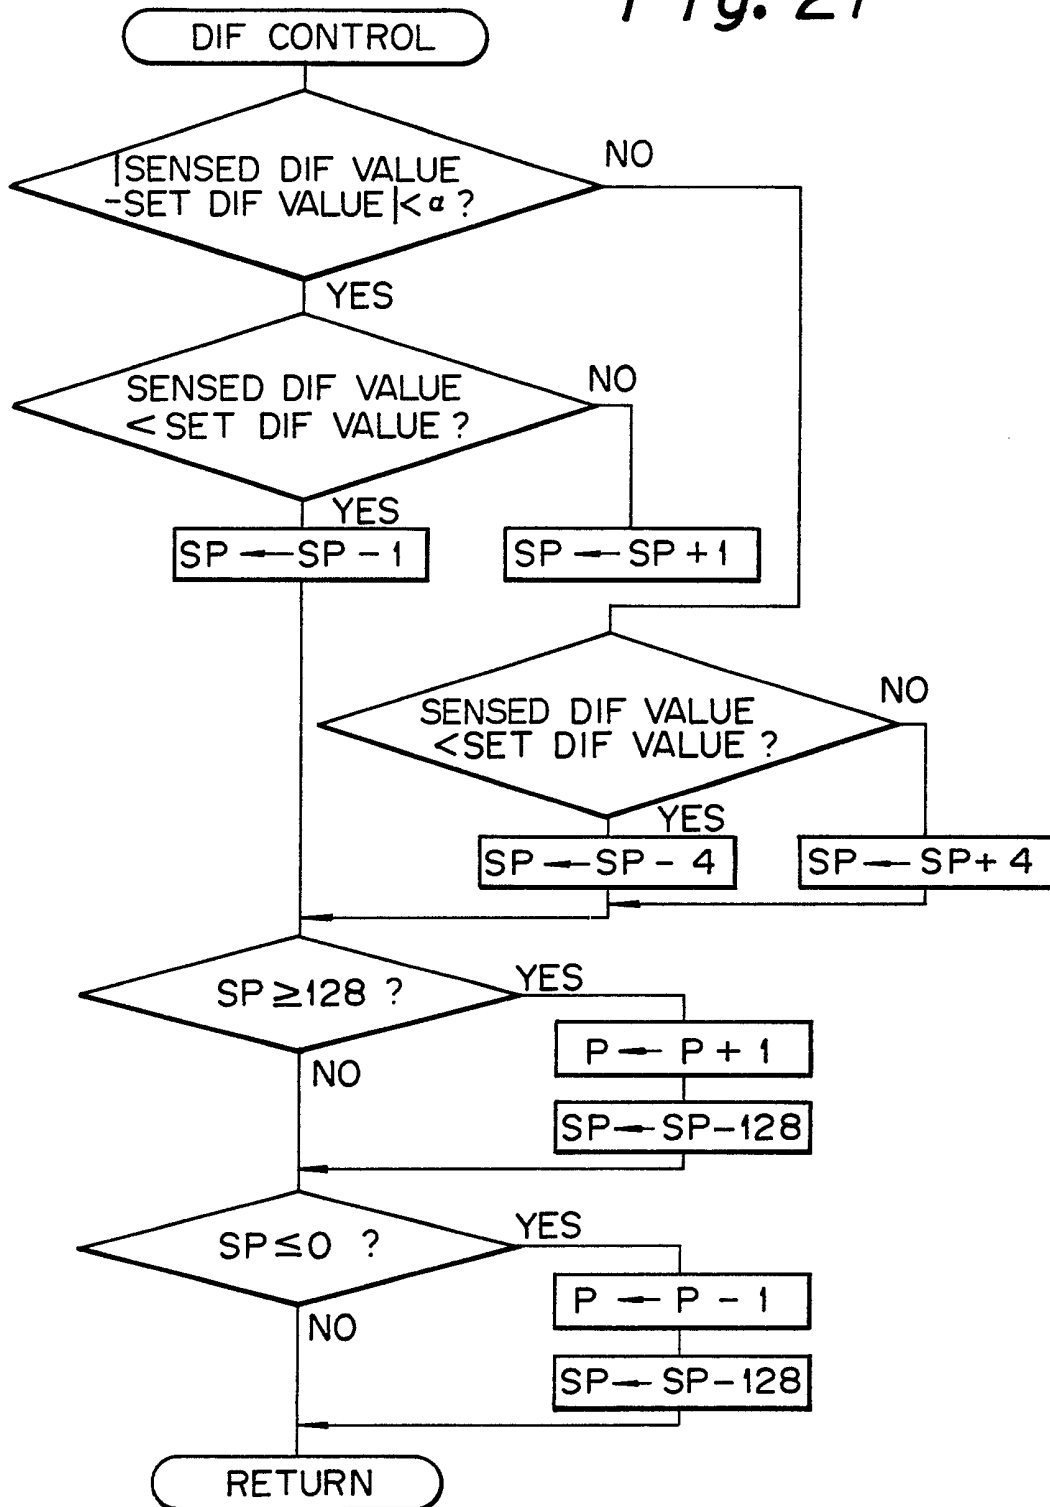 Fig. 21
DIF CONTROL
|SENSED DIF VALUE
-SET DIF VALUE|<α?
NO
YES
SENSED DIF VALUE
<SET DIF VALUE?
NO
YES
SP ← SP - 1
SP ← SP + 1
SENSED DIF VALUE
<SET DIF VALUE?
NO
YES
SP ← SP - 4
SP ← SP + 4
SP ≥ 128 ?
YES
P ← P + 1
NO
SP ← SP-128
SP ≤ 0 ?
YES
P ← P - 1
NO
SP ← SP-128
RETURN